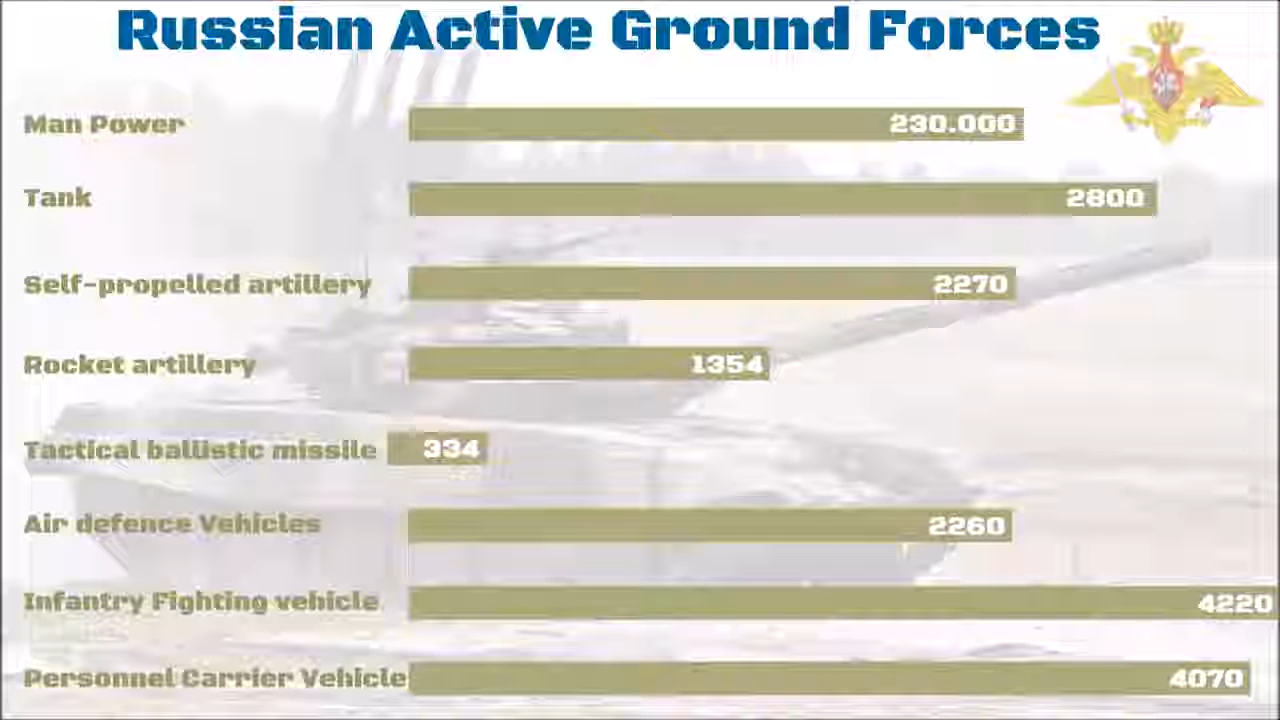 Russian Active Ground Forces
Man Power 230.000
Tank 2800
Self-propelled artillery 2270
Rocket artillery 1354
Tactical ballistic missile 334
Air defence Vehicles 2260
Infantry Fighting vehicle 4220
Personnel Carrier Vehicle 4070